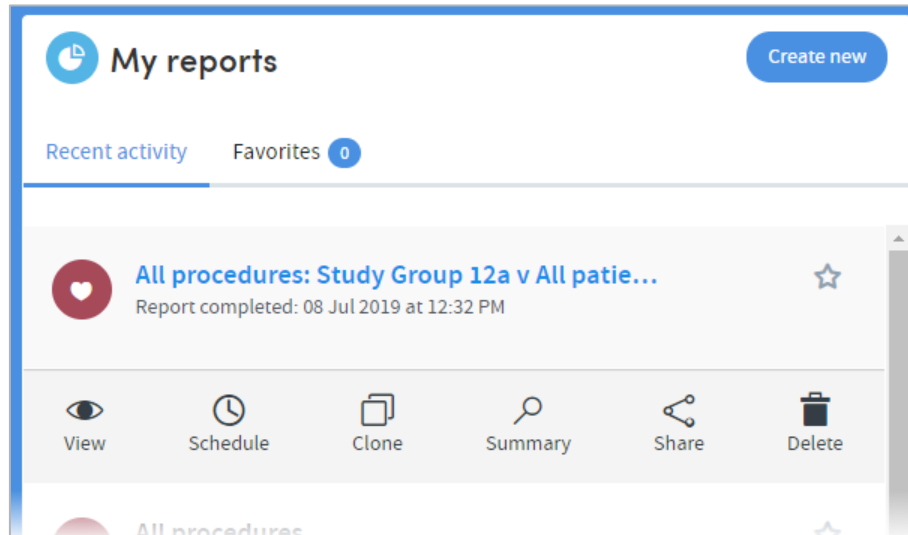 My reports
Create new
Recent activity
Favorites 0
All procedures: Study Group 12a v All patie...
Report completed: 08 Jul 2019 at 12:32 PM
View Schedule Clone Summary Share Delete
All procedures